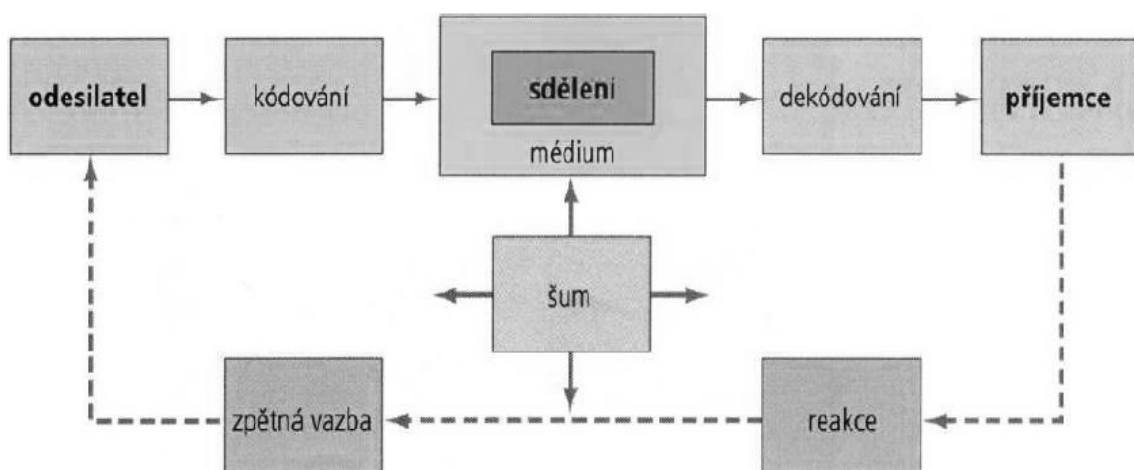 odesilatel
kódování
sdělení
médium
dekódování
příjemce
šum
zpětná vazba
reakce